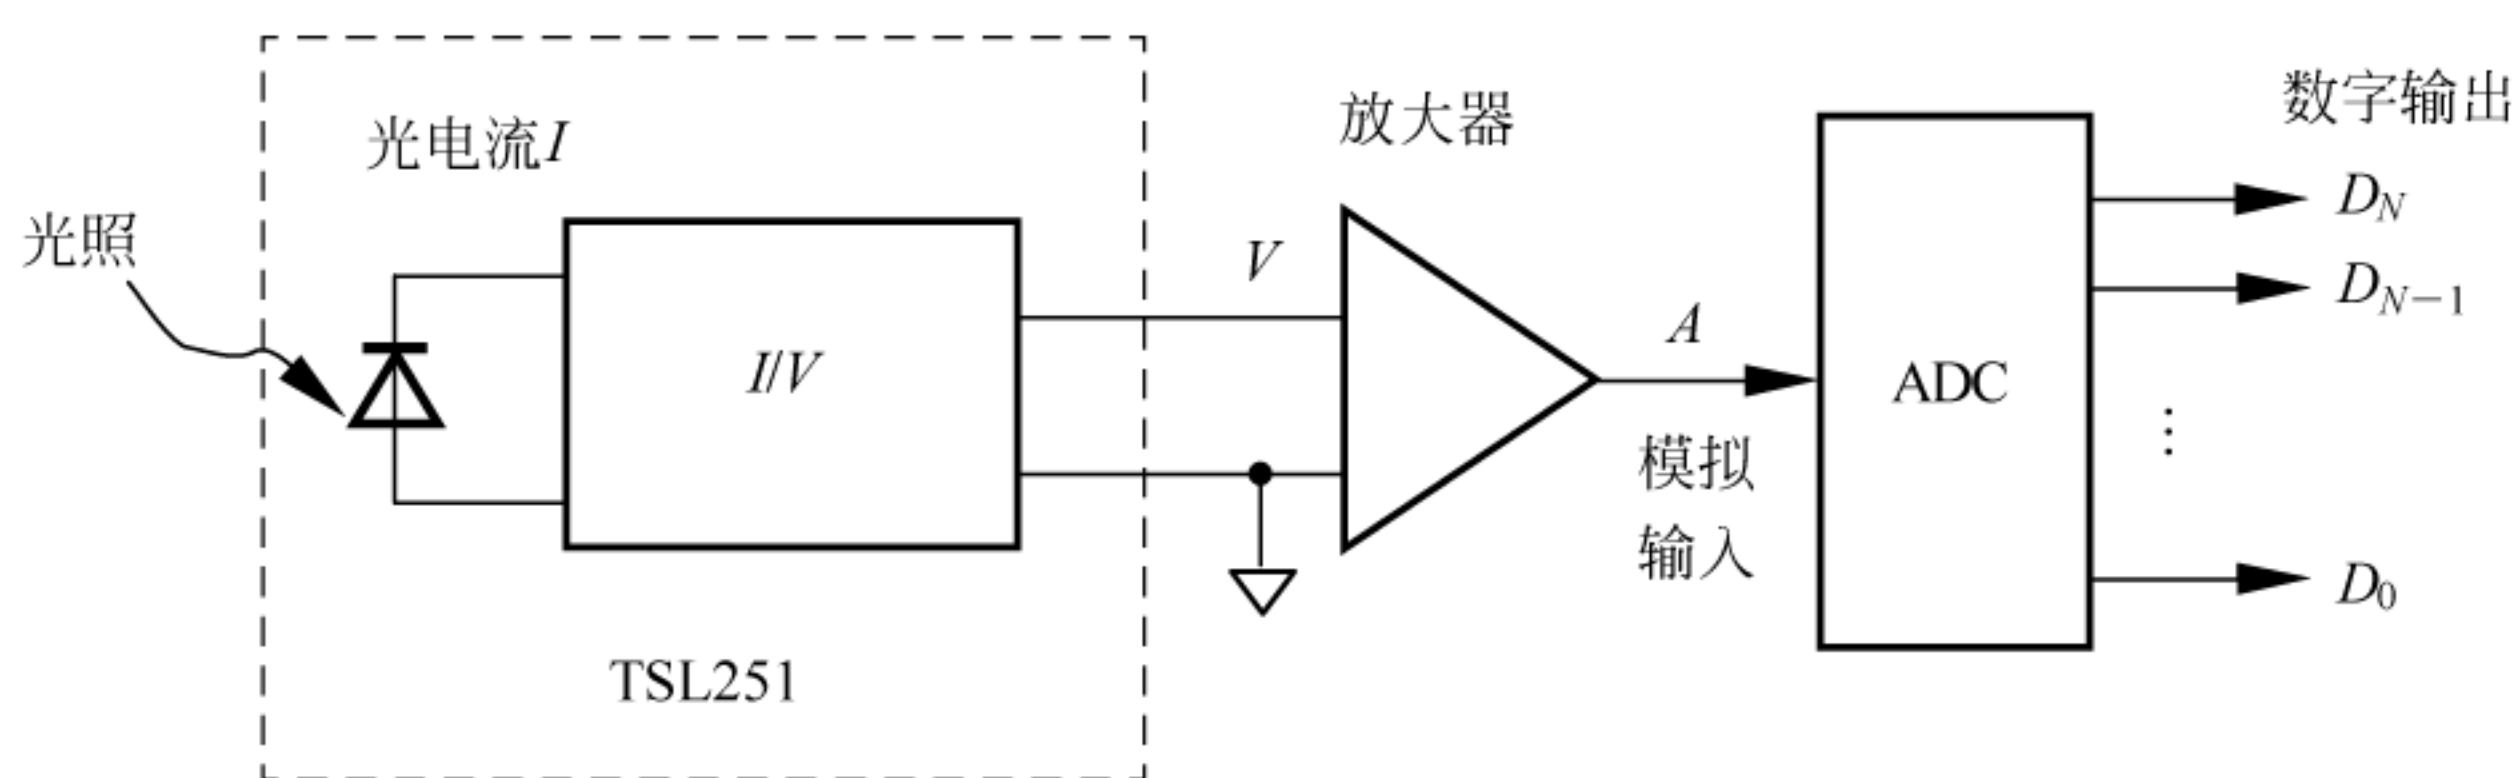 光照
光电流I
I/V
TSL251
V
放大器
A
模拟
输入
ADC
数字输出
D_N
D_{N-1}
⋮
D_0